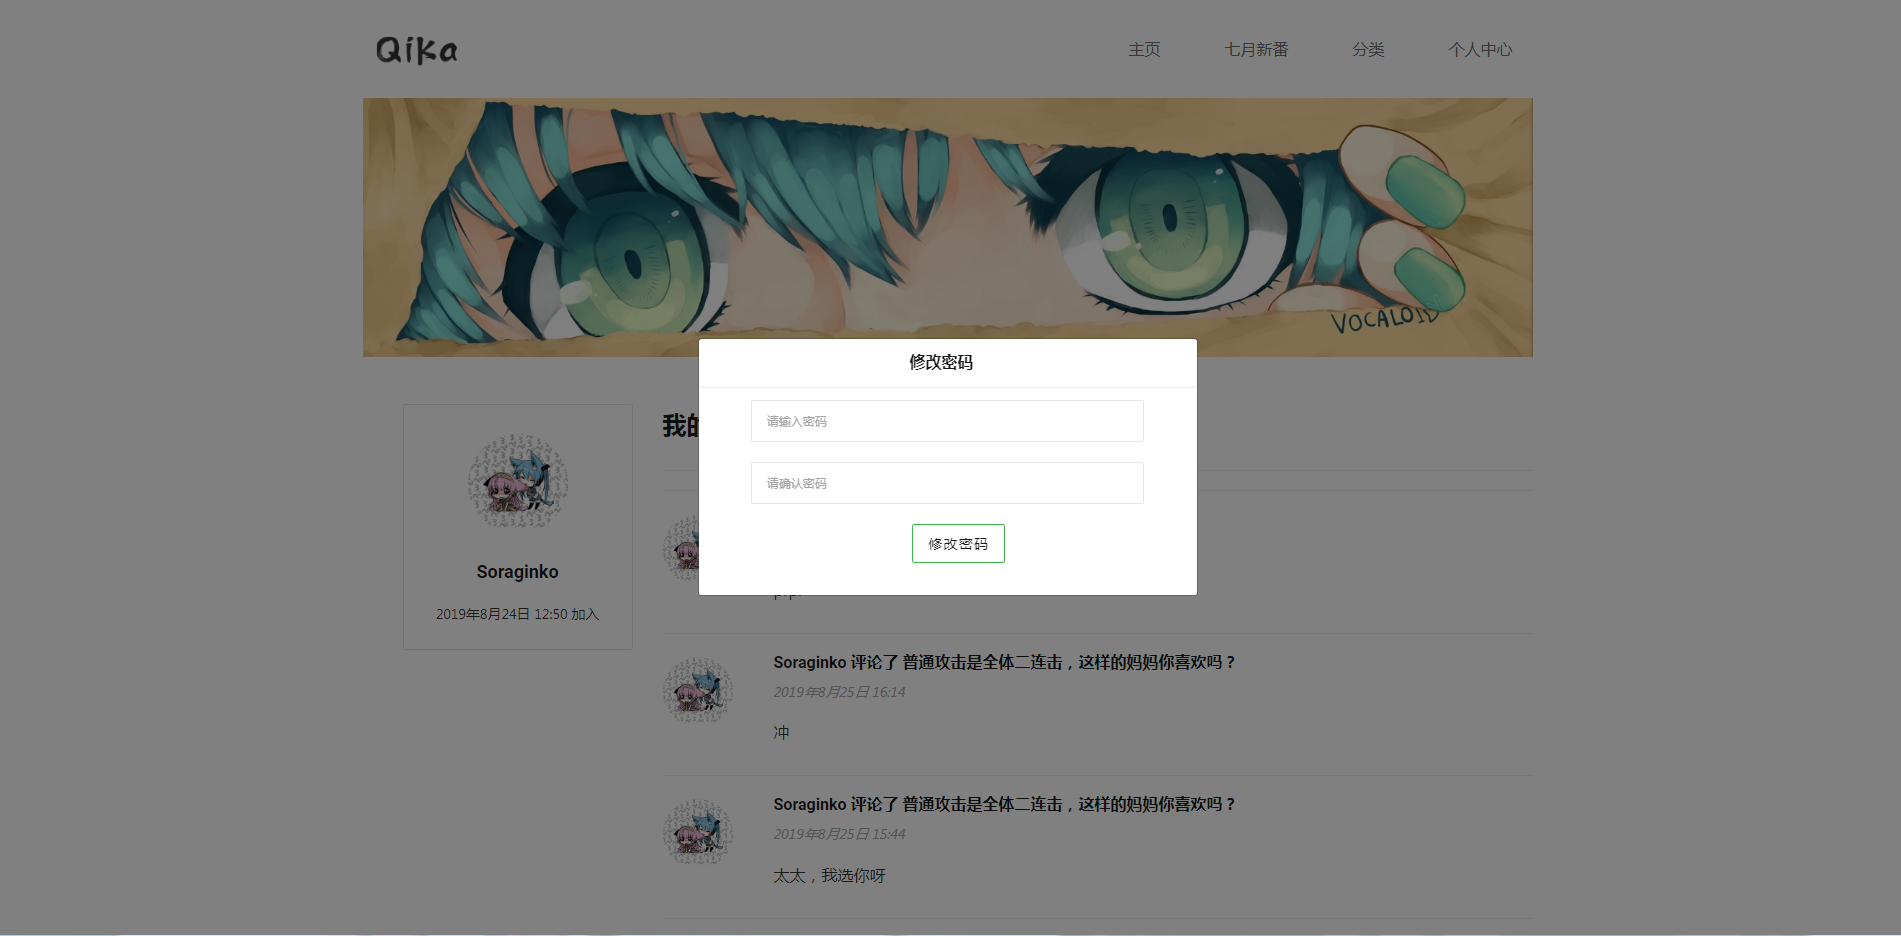 Qika
主页 七月新番 分类 个人中心
VOCALOID
修改密码
请输入密码
请确认密码
修改密码
我的
Soraginko
2019年8月24日 12:50 加入
Soraginko 评论了 普通攻击是全体二连击，这样的妈妈你喜欢吗？
2019年8月25日 16:14
冲
Soraginko 评论了 普通攻击是全体二连击，这样的妈妈你喜欢吗？
2019年8月25日 15:44
太太，我选你呀